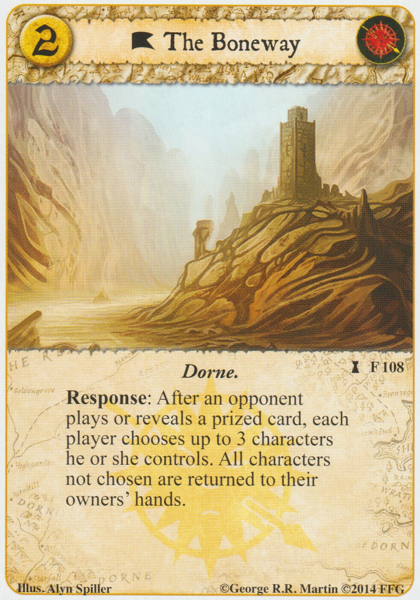 2
The Boneway
Dorne.
F108
Response: After an opponent
plays or reveals a prized card, each
player chooses up to 3 characters
he or she controls. All characters
not chosen are returned to their
owners' hands.
DORNE
Illus. Alyn Spiller
©George R.R. Martin ©2014 FFG